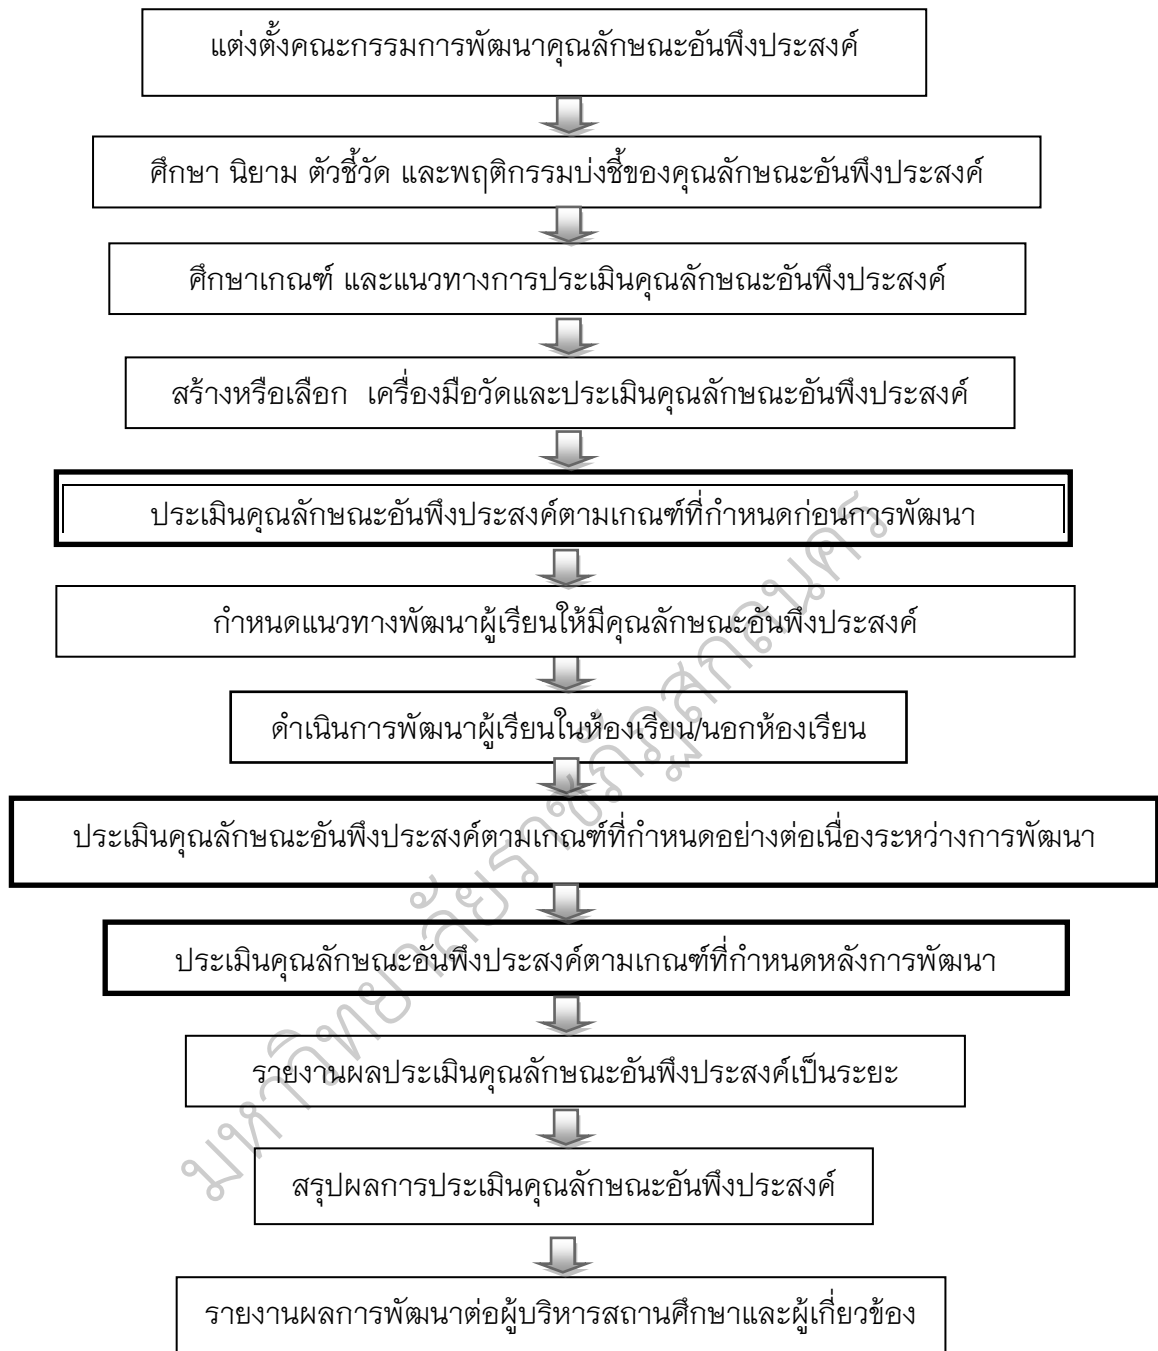 แต่งตั้งคณะกรรมการพัฒนาคุณลักษณะอันพึงประสงค์
ศึกษา นิยาม ตัวชี้วัด และพฤติกรรมบ่งชี้ของคุณลักษณะอันพึงประสงค์
ศึกษาเกณฑ์ และแนวทางการประเมินคุณลักษณะอันพึงประสงค์
สร้างหรือเลือก เครื่องมือวัดและประเมินคุณลักษณะอันพึงประสงค์
ประเมินคุณลักษณะอันพึงประสงค์ตามเกณฑ์ที่กำหนดก่อนการพัฒนา
กำหนดแนวทางพัฒนาผู้เรียนให้มีคุณลักษณะอันพึงประสงค์
ดำเนินการพัฒนาผู้เรียนในห้องเรียน/นอกห้องเรียน
ประเมินคุณลักษณะอันพึงประสงค์ตามเกณฑ์ที่กำหนดอย่างต่อเนื่องระหว่างการพัฒนา
ประเมินคุณลักษณะอันพึงประสงค์ตามเกณฑ์ที่กำหนดหลังการพัฒนา
รายงานผลประเมินคุณลักษณะอันพึงประสงค์เป็นระยะ
สรุปผลการประเมินคุณลักษณะอันพึงประสงค์
รายงานผลการพัฒนาต่อผู้บริหารสถานศึกษาและผู้เกี่ยวข้อง
มหาวิทยาลัยราชภัฏสกลนคร